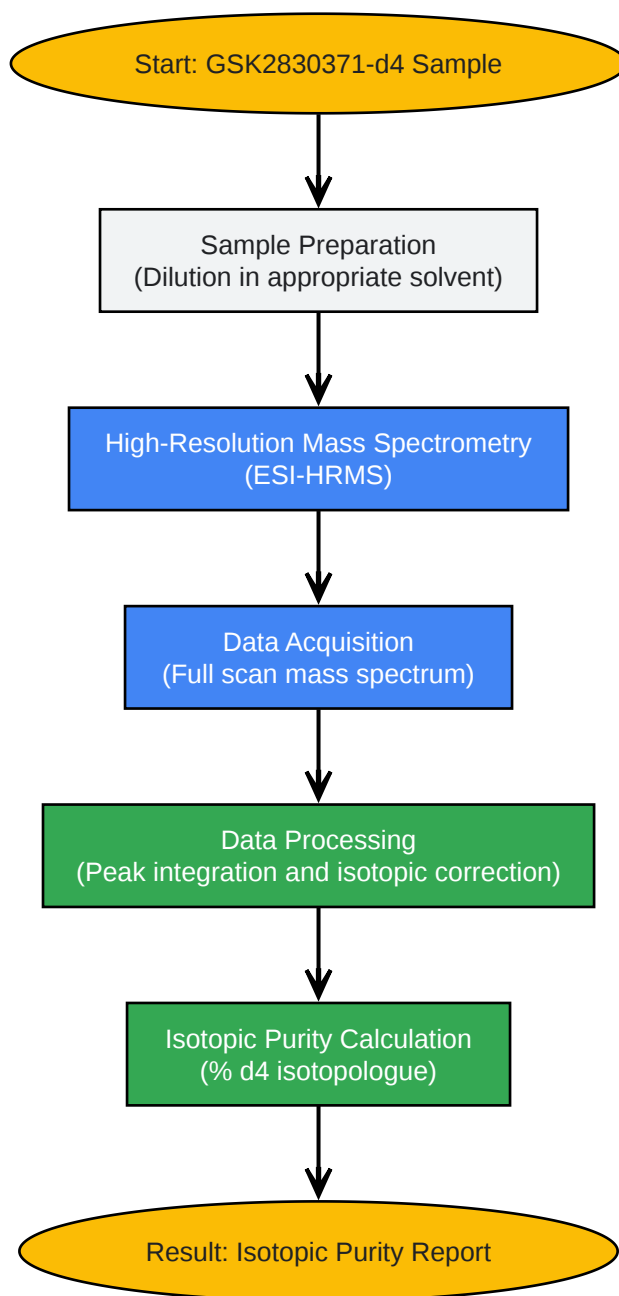 Start: GSK2830371-d4 Sample
Sample Preparation
(Dilution in appropriate solvent)
High-Resolution Mass Spectrometry
(ESI-HRMS)
Data Acquisition
(Full scan mass spectrum)
Data Processing
(Peak integration and isotopic correction)
Isotopic Purity Calculation
(% d4 isotopologue)
Result: Isotopic Purity Report